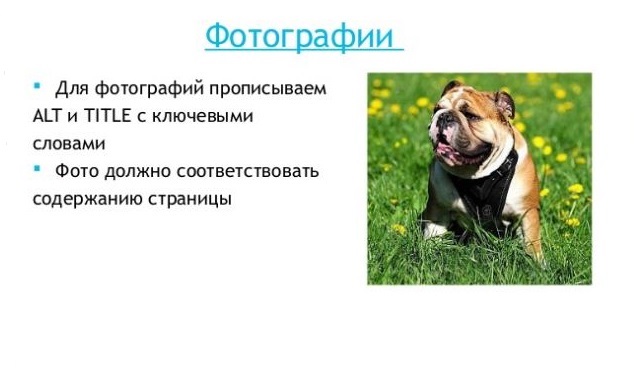 Фотографии
Для фотографий прописываем
ALT и TITLE с ключевыми
словами
Фото должно соответствовать
содержанию страницы